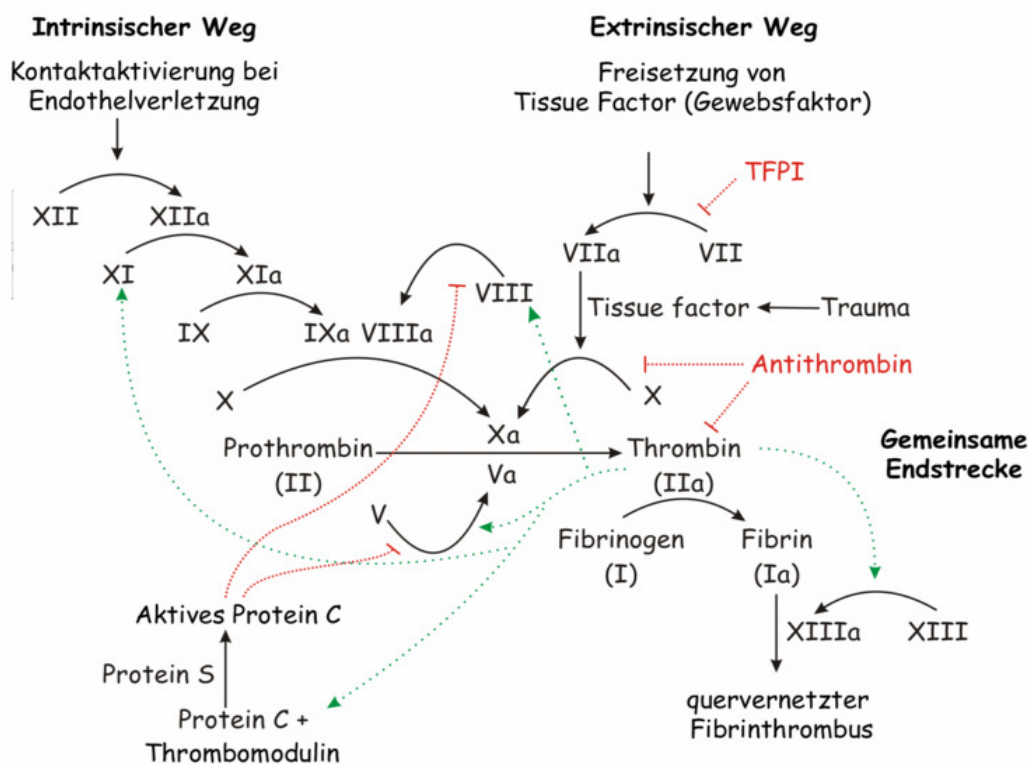 Intrinsischer Weg
Kontaktaktivierung bei
Endothelverletzung
Extrinsischer Weg
Freisetzung von
Tissue Factor (Gewebsfaktor)
TFPI
XII
XIIa
VIIa
VII
XI
XIa
VIII
Tissue factor
Trauma
IX
IXa
VIIIa
Antithrombin
X
X
Xa
Prothrombin
(II)
Va
Thrombin
(IIa)
Gemeinsame
Endstrecke
V
Fibrinogen
(I)
Fibrin
(Ia)
Aktives Protein C
XIIIa
XIII
Protein S
Protein C +
Thrombomodulin
quervernetzter
Fibrinthrombus